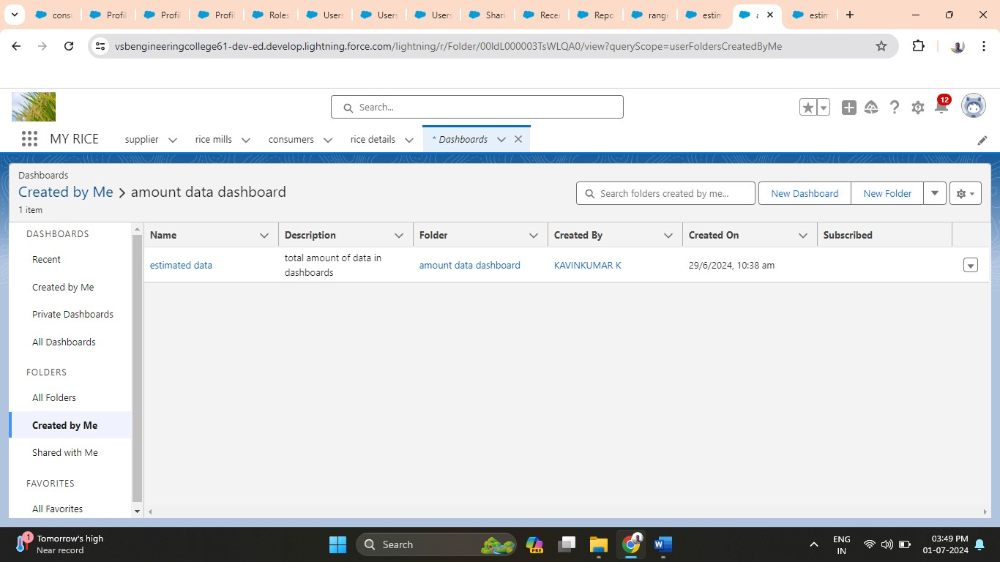 consu
Profil
Profil
Profil
Roles
Users
Users
Users
Shari
Recen
Repo
range
estim
a
estim
vsbengineeringcollege61-dev-ed.develop.lightning.force.com/lightning/r/Folder/00ldL000003TsWLQA0/view?queryScope=userFoldersCreatedByMe
Search...
12
MY RICE
supplier
rice mills
consumers
rice details
* Dashboards
Dashboards
Created by Me > amount data dashboard
1 item
Search folders created by me...
New Dashboard
New Folder
DASHBOARDS
Recent
Created by Me
Private Dashboards
All Dashboards
FOLDERS
All Folders
Created by Me
Shared with Me
FAVORITES
All Favorites
Name Description Folder Created By Created On Subscribed
estimated data
total amount of data in
dashboards
amount data dashboard
KAVINKUMAR K
29/6/2024, 10:38 am
1
Tomorrow's high
Near record
Search
ENG
IN
03:49 PM
01-07-2024